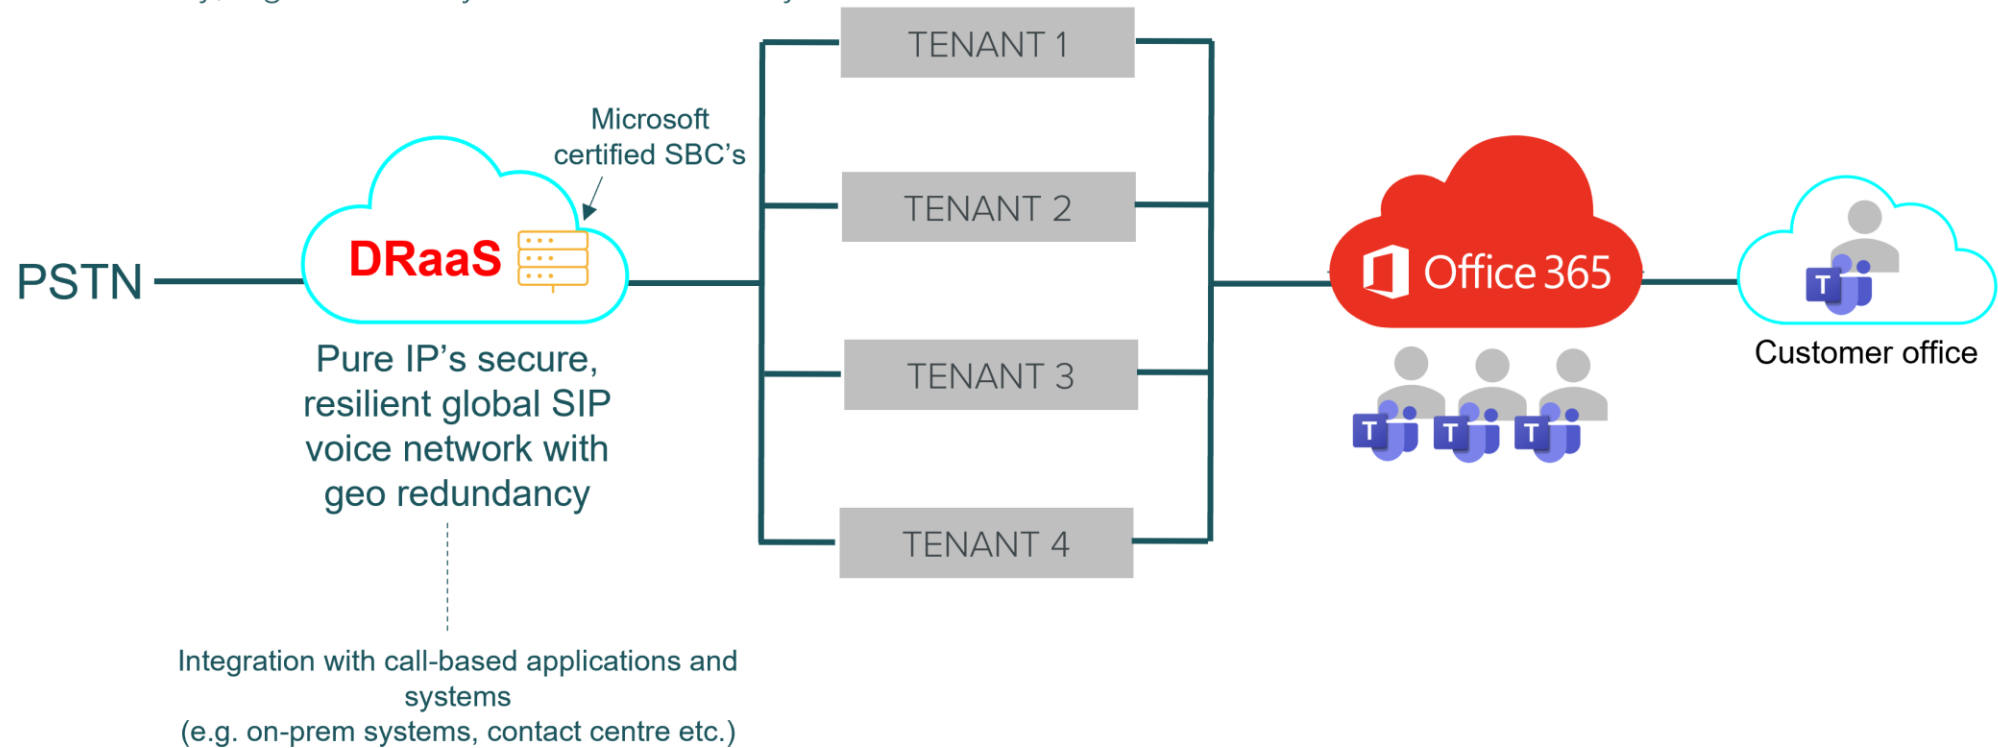 TENANT 1
Microsoft
certified SBC's
TENANT 2
PSTN
DRaaS
Office 365
T
Pure IP's secure,
resilient global SIP
voice network with
geo redundancy
TENANT 3
Customer office
T
T
T
TENANT 4
Integration with call-based applications and
systems
(e.g. on-prem systems, contact centre etc.)